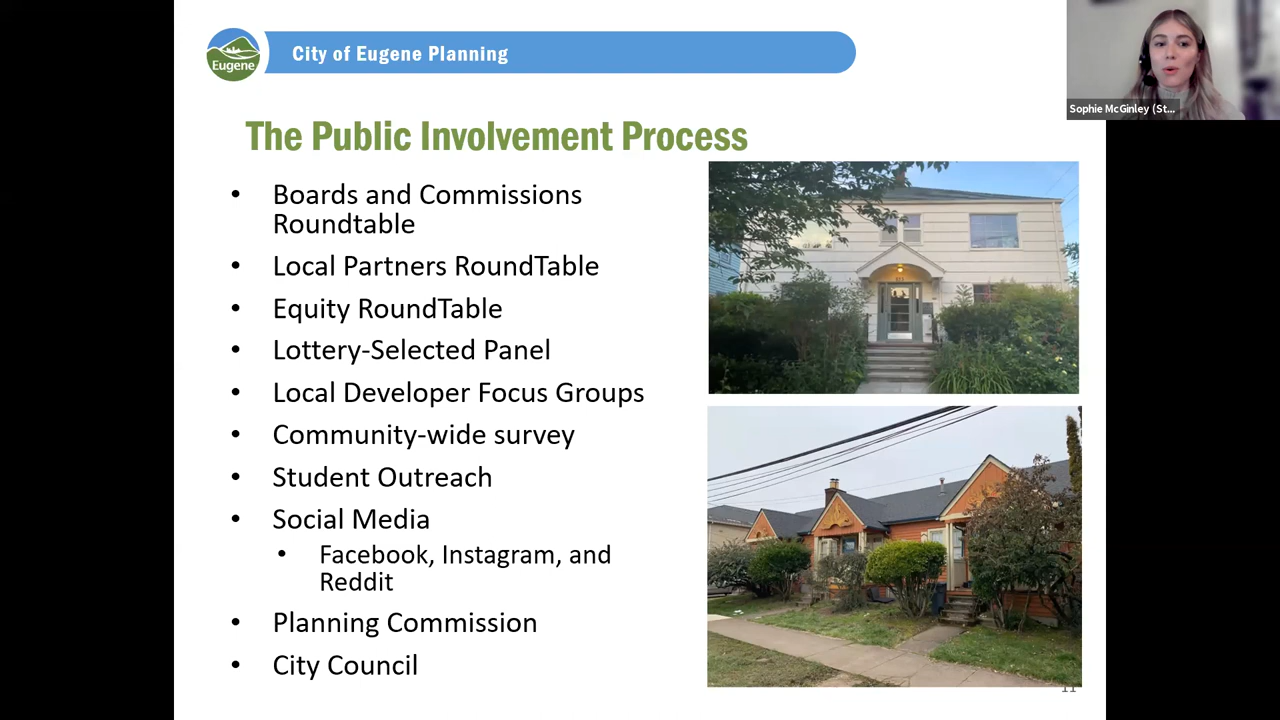 Eugene
City of Eugene Planning
Sophie McGinley (St...
The Public Involvement Process
• Boards and Commissions
Roundtable
• Local Partners RoundTable
• Equity RoundTable
• Lottery-Selected Panel
• Local Developer Focus Groups
• Community-wide survey
• Student Outreach
• Social Media
• Facebook, Instagram, and
Reddit
• Planning Commission
• City Council
11